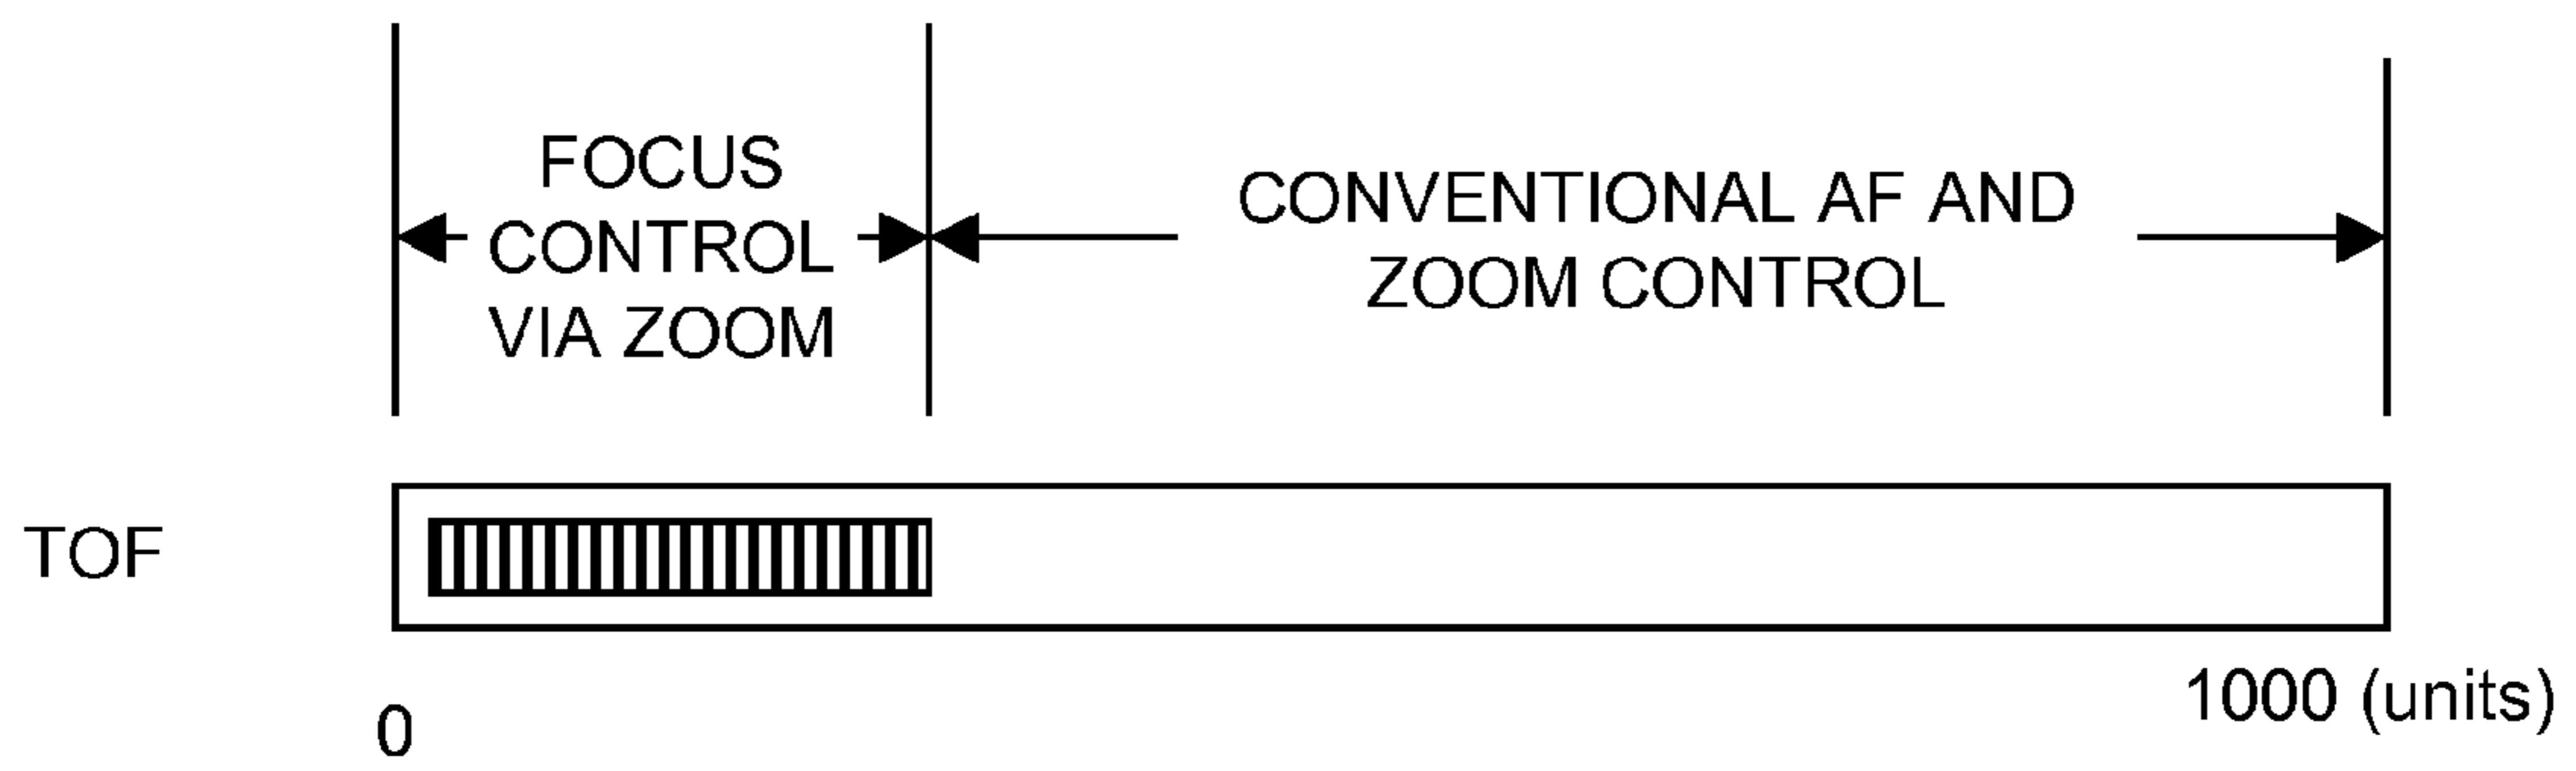 FOCUS
CONTROL
VIA ZOOM
CONVENTIONAL AF AND
ZOOM CONTROL
TOF
0
1000 (units)